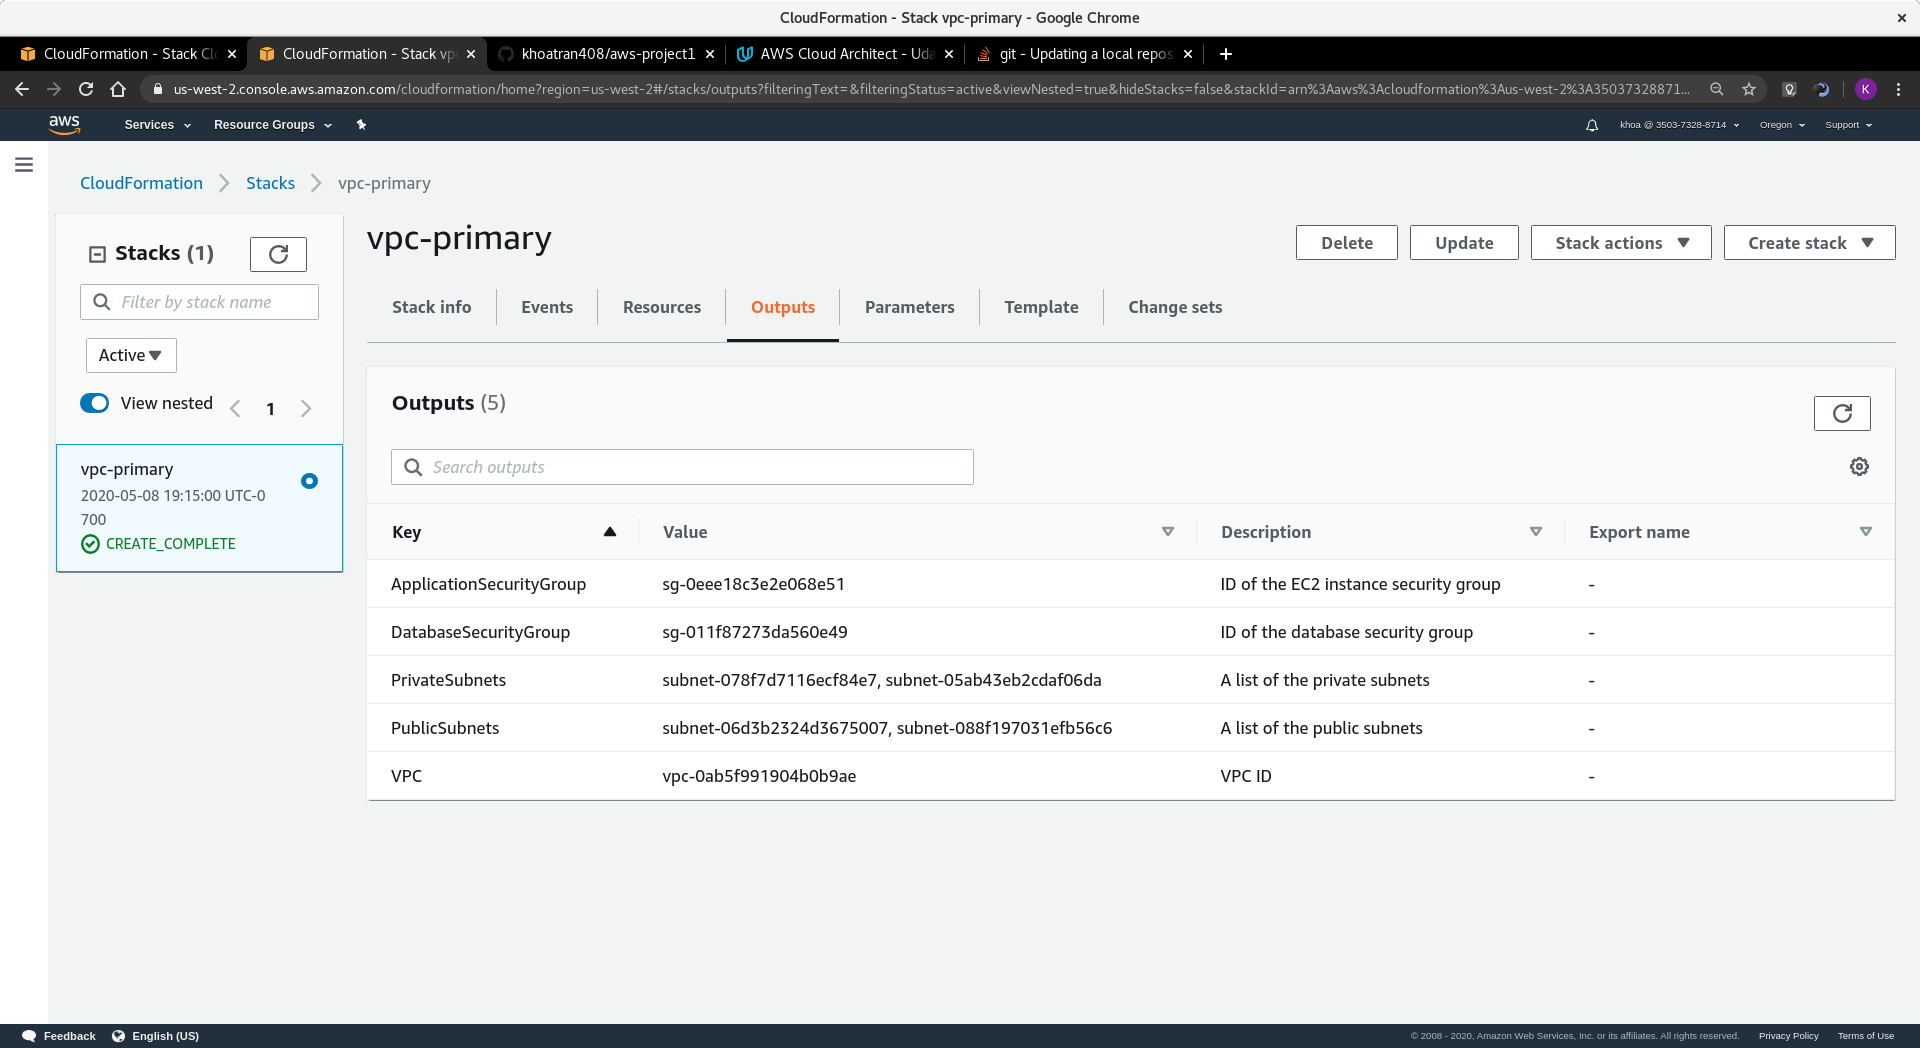 CloudFormation - Stack vpc-primary - Google Chrome
CloudFormation - Stack Clo
CloudFormation - Stack vp
khoatran408/aws-project1
AWS Cloud Architect - Uda
git - Updating a local repos
us-west-2.console.aws.amazon.com/cloudformation/home?region=us-west-2#/stacks/outputs?filteringText=&filteringStatus=active&viewNested=true&hideStacks=false&stackId=arn%3Aaws%3Acloudformation%3Aus-west-2%3A35037328871...
K
aws
Services
Resource Groups
khoa @ 3503-7328-8714
Oregon
Support
CloudFormation
Stacks
vpc-primary
Stacks (1)
Filter by stack name
Active
View nested
1
vpc-primary
2020-05-08 19:15:00 UTC-0
700
CREATE_COMPLETE
vpc-primary
Delete
Update
Stack actions
Create stack
Stack info
Events
Resources
Outputs
Parameters
Template
Change sets
Outputs (5)
Search outputs
Key
Value
Description
Export name
ApplicationSecurityGroup
sg-0eee18c3e2e068e51
ID of the EC2 instance security group
-
DatabaseSecurityGroup
sg-011f87273da560e49
ID of the database security group
-
PrivateSubnets
subnet-078f7d7116ecf84e7, subnet-05ab43eb2cdaf06da
A list of the private subnets
-
PublicSubnets
subnet-06d3b2324d3675007, subnet-088f197031efb56c6
A list of the public subnets
-
VPC
vpc-0ab5f991904b0b9ae
VPC ID
-
Feedback
English (US)
© 2008 - 2020, Amazon Web Services, Inc. or its affiliates. All rights reserved.
Privacy Policy
Terms of Use